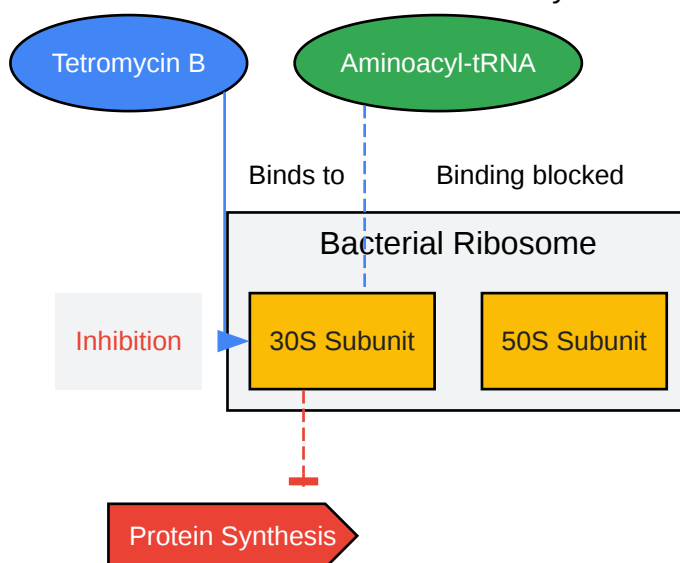 Tetromycin B
Aminoacyl-tRNA
Binds to
Binding blocked
Bacterial Ribosome
Inhibition
30S Subunit
50S Subunit
Protein Synthesis